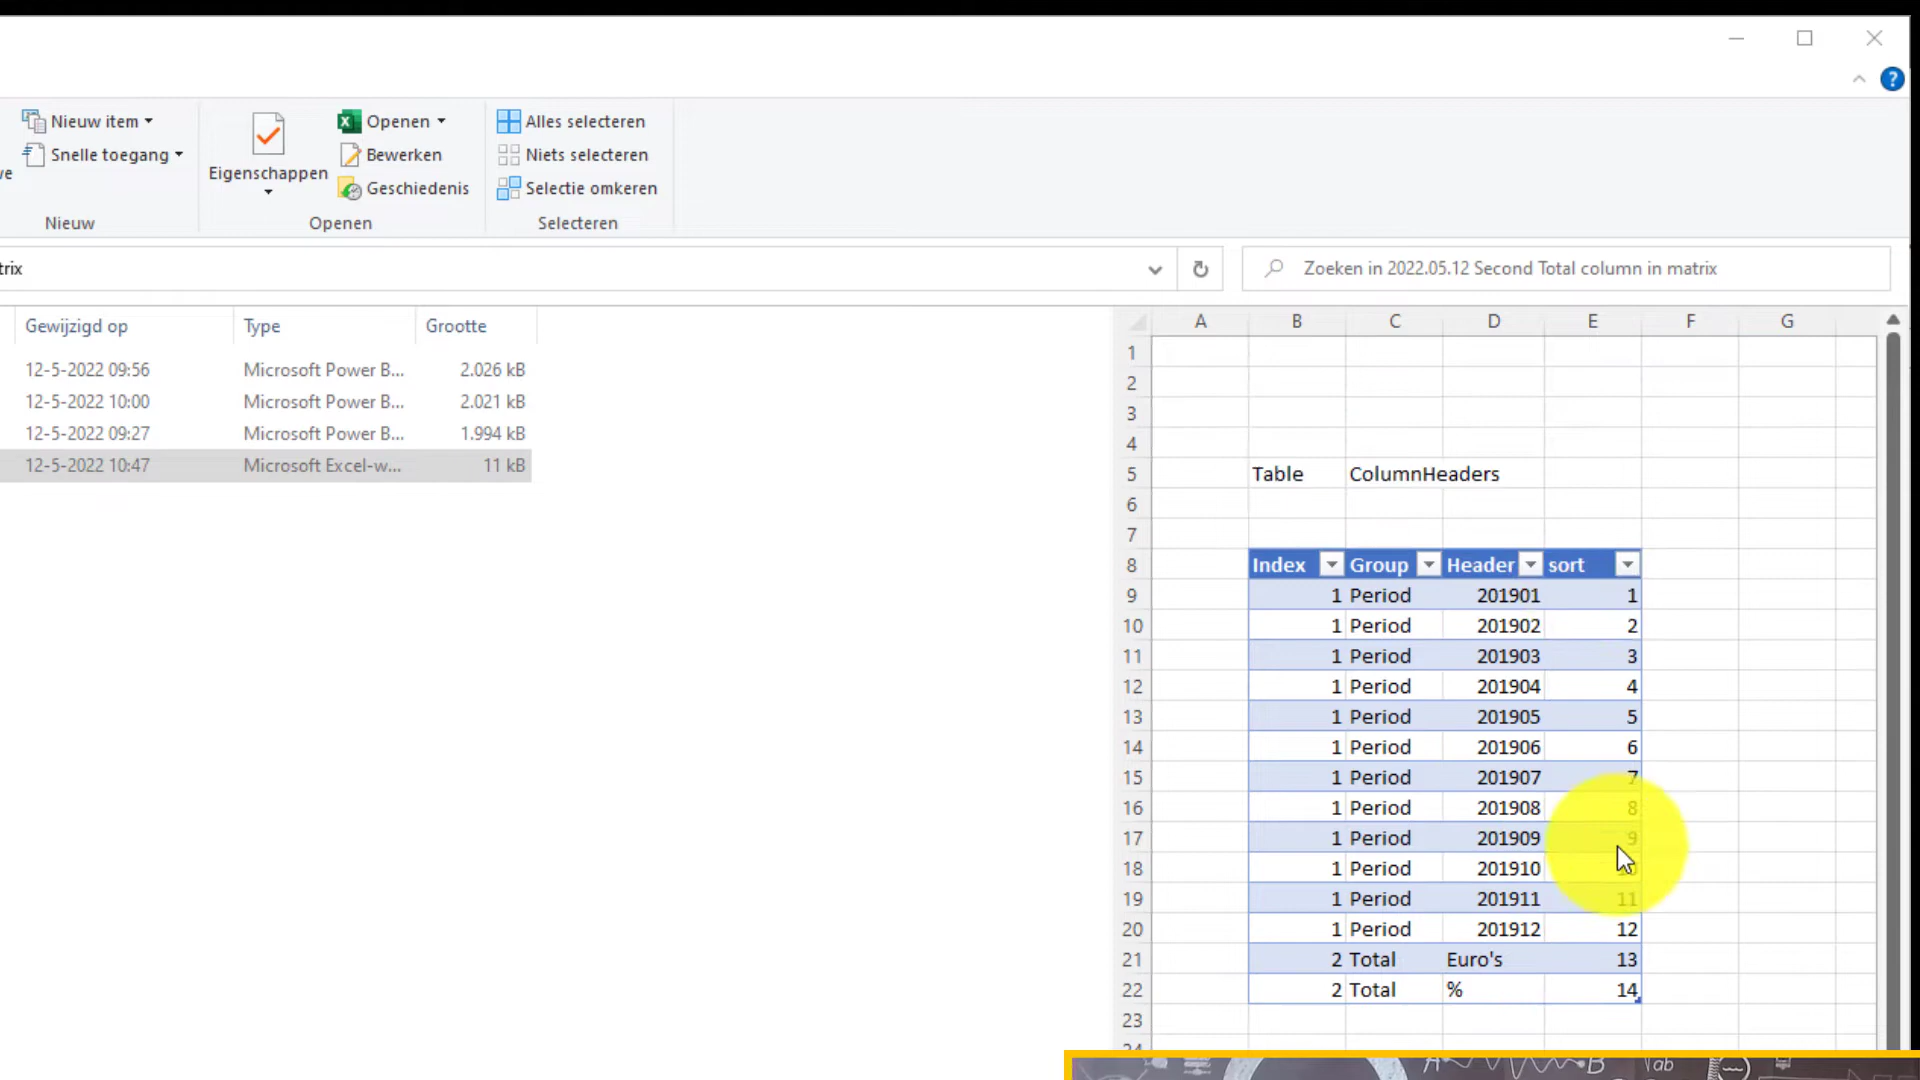 Nieuw item
Snelle toegang
we
Eigenschappen
Openen
Bewerken
Geschiedenis
Alles selecteren
Niets selecteren
Selectie omkeren
Nieuw
Openen
Selecteren
trix
Zoeken in 2022.05.12 Second Total column in matrix
Gewijzigd op Type Grootte
12-5-2022 09:56 Microsoft Power B... 2.026 kB
12-5-2022 10:00 Microsoft Power B... 2.021 kB
12-5-2022 09:27 Microsoft Power B... 1.994 kB
12-5-2022 10:47 Microsoft Excel-w... 11 kB
A B C D E F G
1
2
3
4
5 Table ColumnHeaders
6
7
8 Index Group Header sort
9 1 Period 201901 1
10 1 Period 201902 2
11 1 Period 201903 3
12 1 Period 201904 4
13 1 Period 201905 5
14 1 Period 201906 6
15 1 Period 201907 7
16 1 Period 201908 8
17 1 Period 201909 9
18 1 Period 201910 10
19 1 Period 201911 11
20 1 Period 201912 12
21 2 Total Euro's 13
22 2 Total % 14
23